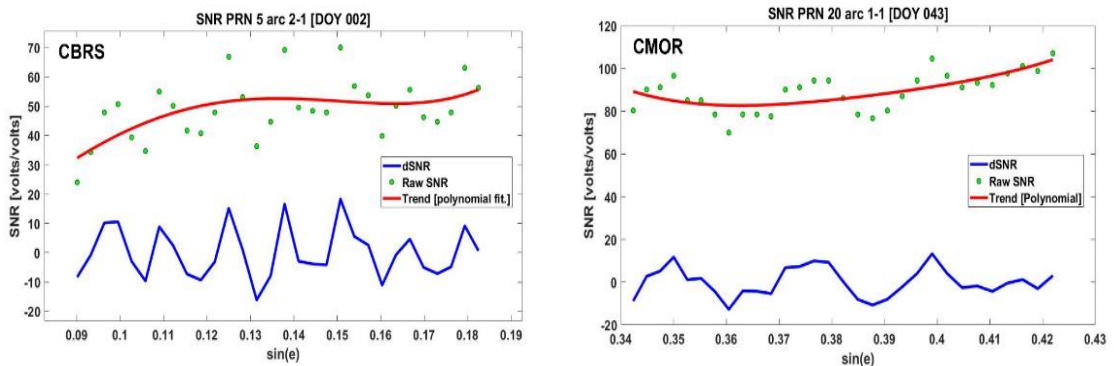 SNR PRN 5 arc 2-1 [DOY 002]
CBRS
SNR [volts/volts]
70
60
50
40
30
20
10
0
-10
-20
dSNR
Raw SNR
Trend [polynomial fit.]
0.09 0.1 0.11 0.12 0.13 0.14 0.15 0.16 0.17 0.18 0.19
sin(e)
SNR PRN 20 arc 1-1 [DOY 043]
CMOR
SNR [volts/volts]
120
100
80
60
40
20
0
-20
dSNR
Raw SNR
Trend [Polynomial]
0.34 0.35 0.36 0.37 0.38 0.39 0.4 0.41 0.42 0.43
sin(e)